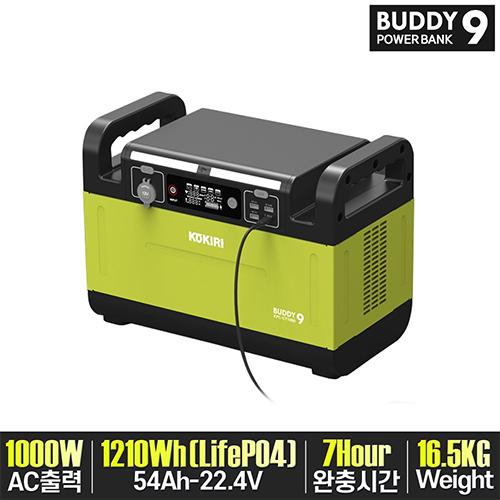 BUDDY 9
POWER BANK
KOKIRI
BUDDY 9
1000W
AC출력
1210Wh(LifePO4)
54Ah-22.4V
7Hour
완충시간
16.5KG
Weight